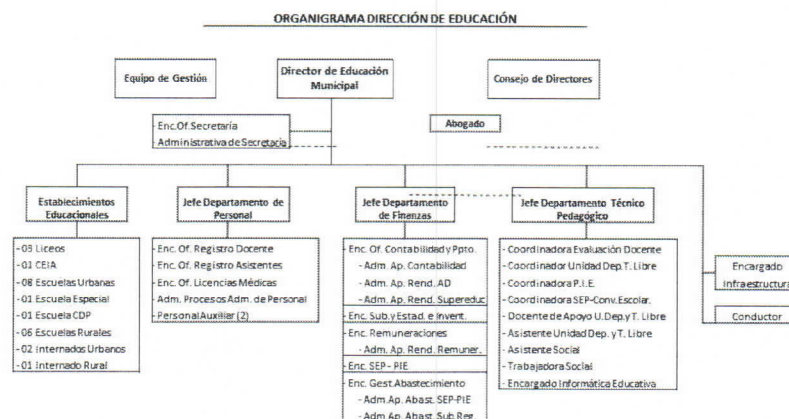 ORGANIGRAMA DIRECCIÓN DE EDUCACIÓN
Equipo de Gestión
Director de Educación
Municipal
Consejo de Directores
- Enc.Of.Secretaría
- Administrativa de Secretaría
Abogado
Establecimientos
Educacionales
Jefe Departamento de
Personal
Jefe Departamento
de Finanzas
Jefe Departamento Técnico
Pedagógico
- 03 Liceos
- 01 CEIA
- 08 Escuelas Urbanas
- 01 Escuela Especial
- 01 Escuela CDP
- 06 Escuelas Rurales
- 02 Internados Urbanos
- 01 Internado Rural
- Enc. Of. Registro Docente
- Enc. Of. Registro Asistentes
- Enc. Of. Licencias Médicas
- Adm. Procesos Adm. de Personal
- Personal Auxiliar (2)
- Enc. Of. Contabilidad y Ppto.
- Adm. Ap. Contabilidad
- Adm. Ap. Rend. AD
- Adm. Ap. Rend. Supereduc
- Enc. Sub. y Estad. e Invent.
- Enc. Remuneraciones
- Adm. Ap. Rend. Remuner.
- Enc. SEP - PIE
- Enc. Gest. Abastecimiento
- Adm.Ap. Abast. SEP-PIE
- Adm.Ap. Abast. Sub.Reg.
- Coordinadora Evaluación Docente
- Coordinador Unidad Dep.T. Libre
- Coordinadora P.I.E.
- Coordinadora SEP-Conv.Escolar.
- Docente de Apoyo U.Dep.y T. Libre
- Asistente Unidad Dep.y T. Libre
- Asistente Social
- Trabajadora Social
- Encargado Informática Educativa
Encargado
Infraestructura
Conductor